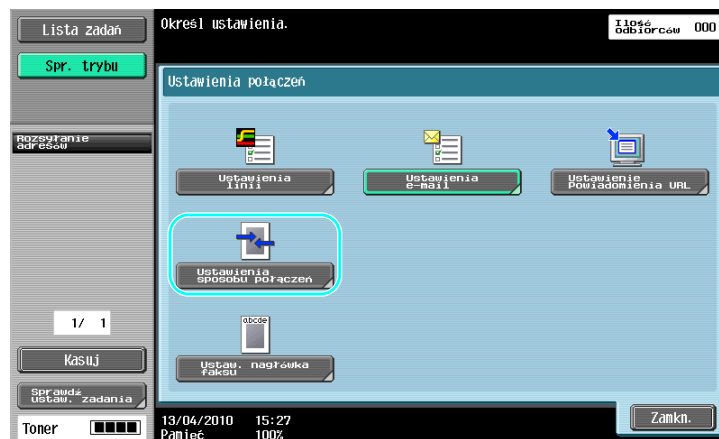 Lista zadań
Określ ustawienia.
Ilość
odbiorców 000
Spr. trybu
Ustawienia połączeń
Rozsyłanie
adresów
Ustawienia
linii
Ustawienia
e-mail
Ustawienie
Powiadomienia URL
Ustawienia
sposobu połączeń
abcde
Ustaw. nagłówka
faksu
1/ 1
Kasuj
Sprawdź
ustaw. zadania
Toner
13/04/2010 15:27
Pamięć 100%
Zamkn.